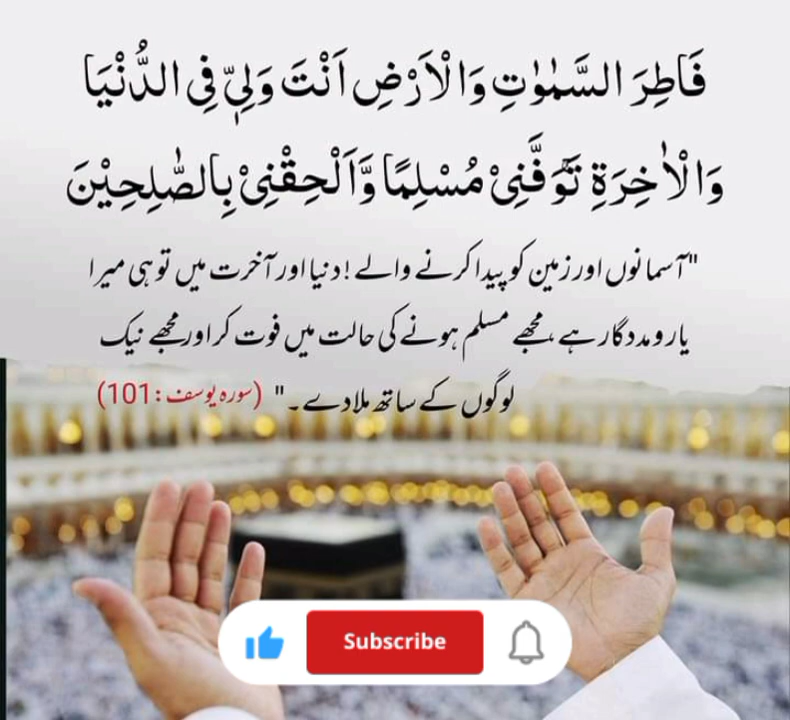 فَاطِرَ السَّمٰوٰتِ وَالْاَرْضِ اَنْتَ وَلِیّٖ فِی الدُّنْیَا
وَالْاٰخِرَةِ تَوَفَّنِیْ مُسْلِمًا وَّاَلْحِقْنِیْ بِالصّٰلِحِیْنَ
"آسمانوں اور زمین کو پیدا کرنے والے! دنیا اور آخرت میں تو ہی میرا
یار و مددگار ہے، مجھے مسلم ہونے کی حالت میں فوت کر اور مجھے نیک
لوگوں کے ساتھ ملا دے۔" (سورہ یوسف: 101)
Subscribe